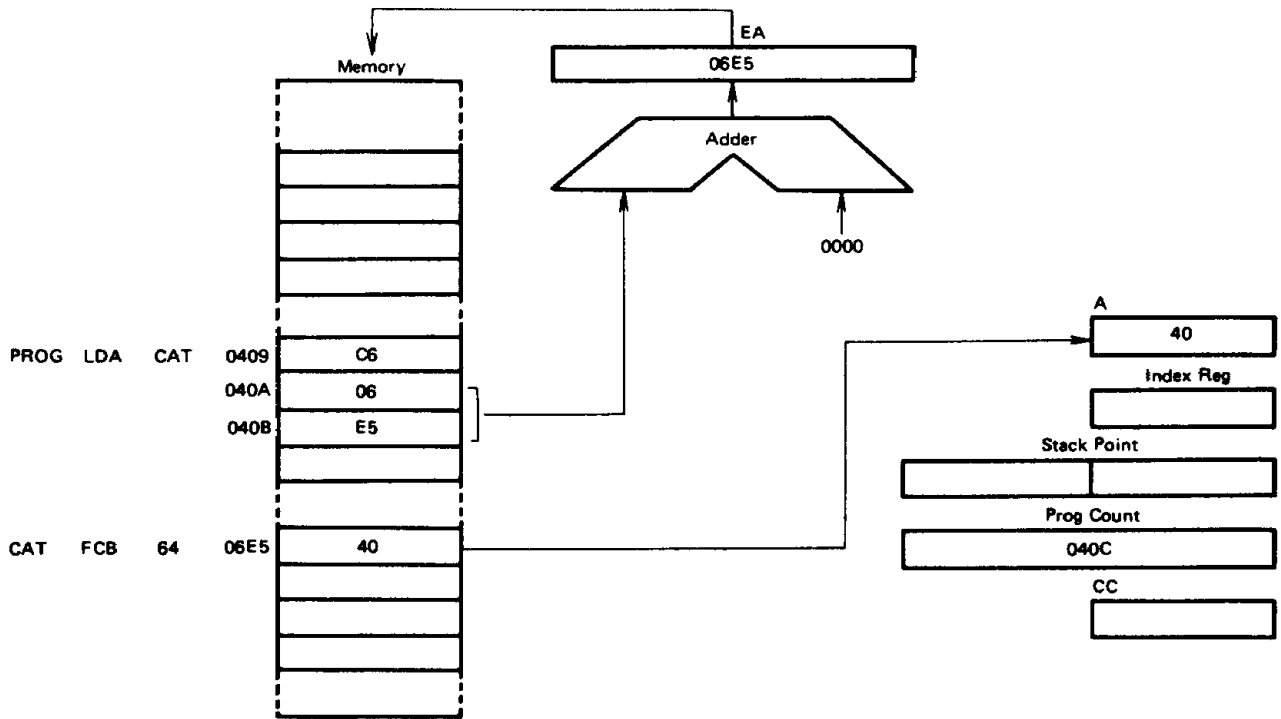 EA
06E5
Memory
Adder
0000
A
PROG LDA CAT 0409 C6
40
040A 06
Index Reg
040B E5
Stack Point
Prog Count
CAT FCB 64 06E5 40
040C
CC